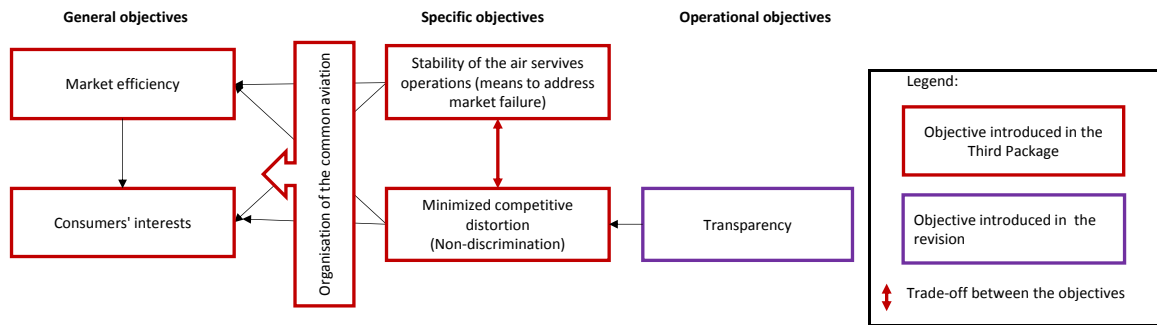 General objectives
Specific objectives
Operational objectives
Market efficiency
Consumers' interests
Organisation of the common aviation
Stability of the air servives
operations (means to address
market failure)
Minimized competitive
distortion
(Non-discrimination)
Transparency
Legend:
Objective introduced in the
Third Package
Objective introduced in  the
revision
Trade-off between the objectives